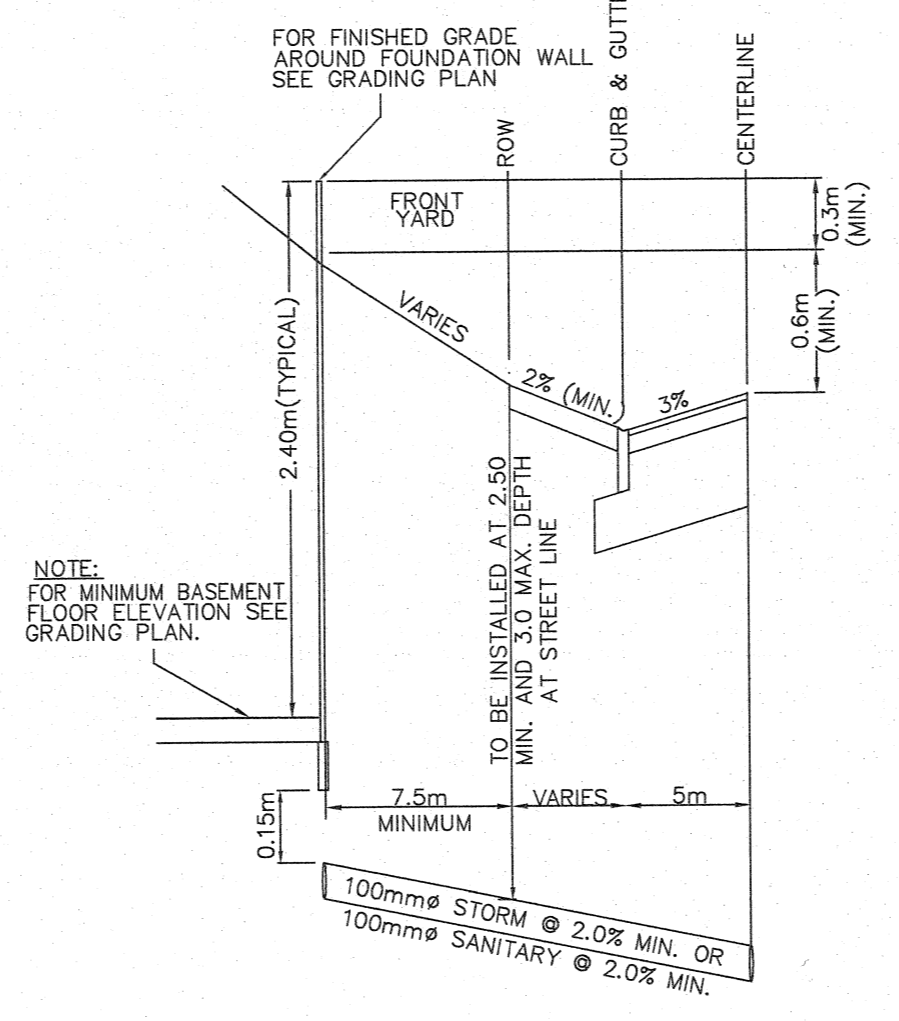 FOR FINISHED GRADE
AROUND FOUNDATION WALL
SEE GRADING PLAN
ROW
CURB &
CENTERLINE
FRONT
YARD
0.3m
(MIN.)
0.6m
(MIN.)
VARIES
2% (MIN.)
3%
2.40m(TYPICAL)
TO BE INSTALLED AT 2.50
MIN. AND 3.0 MAX. DEPTH
AT STREET LINE
NOTE:
FOR MINIMUM BASEMENT
FLOOR ELEVATION SEE
GRADING PLAN.
7.5m
MINIMUM
VARIES
5m
0.15m
100mmø STORM @ 2.0% MIN. OR
100mmø SANITARY @ 2.0% MIN.